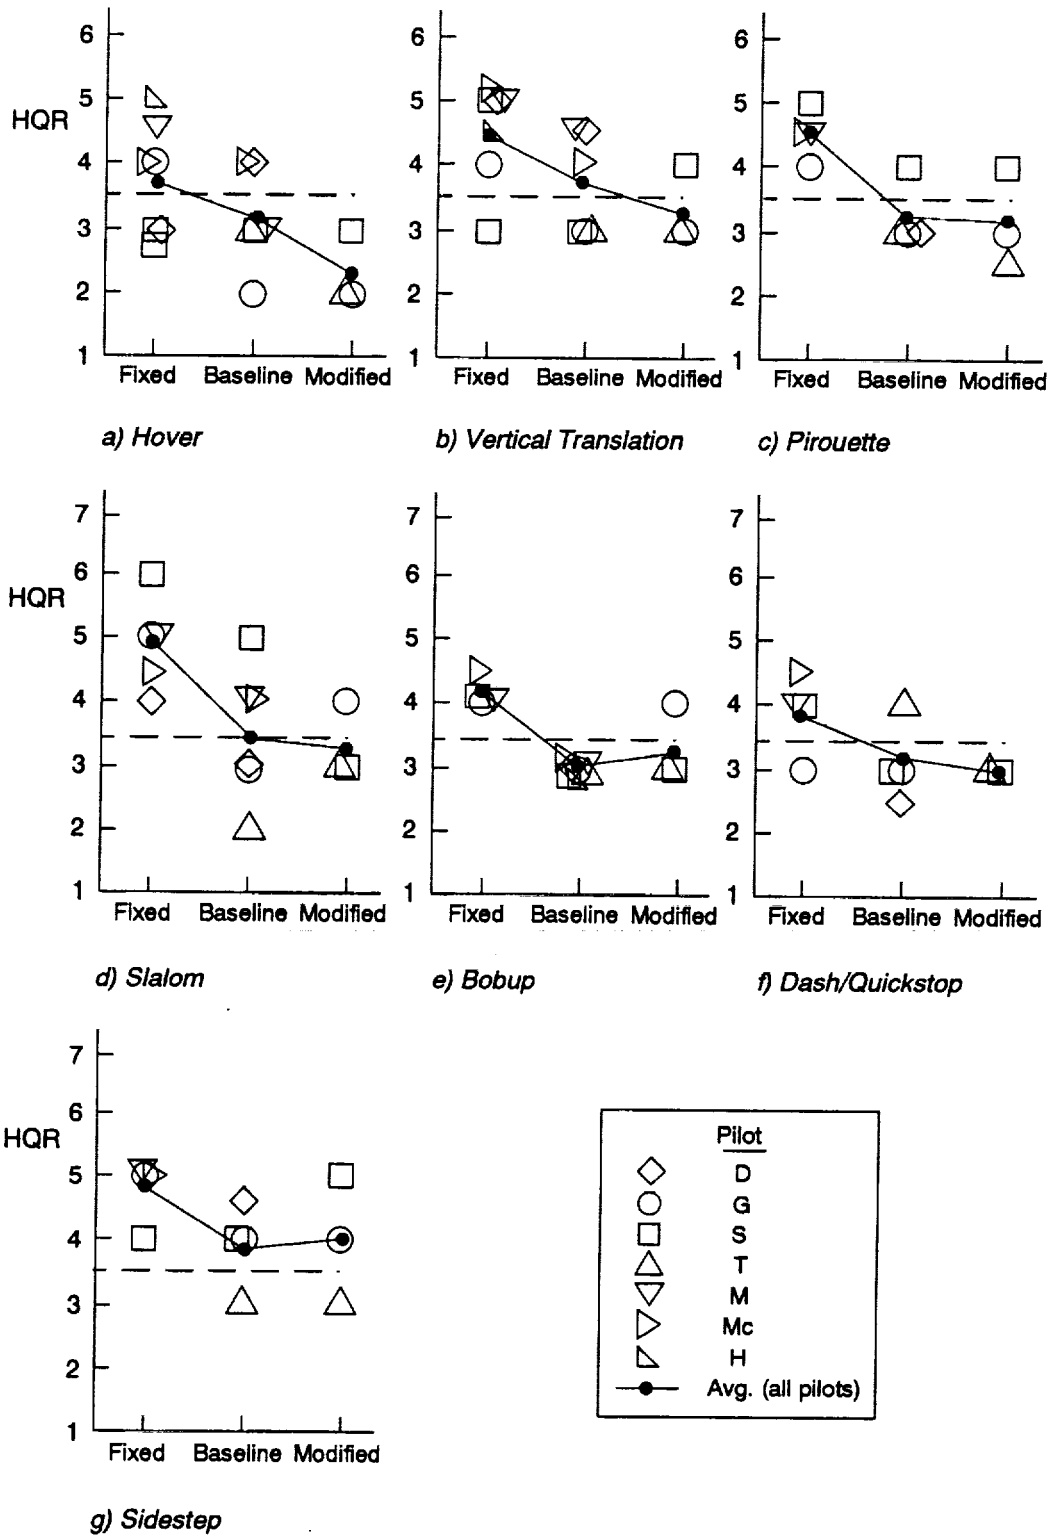 6
5
HQR
4
3
2
1
Fixed Baseline Modified
a) Hover
6
5
4
3
2
1
Fixed Baseline Modified
b) Vertical Translation
6
5
4
3
2
1
Fixed Baseline Modified
c) Pirouette
7
6
HQR
5
4
3
2
1
Fixed Baseline Modified
d) Slalom
7
6
5
4
3
2
1
Fixed Baseline Modified
e) Bobup
7
6
5
4
3
2
1
Fixed Baseline Modified
f) Dash/Quickstop
7
6
HQR
5
4
3
2
1
Fixed Baseline Modified
g) Sidestep
Pilot
D
G
S
T
M
Mc
H
Avg. (all pilots)